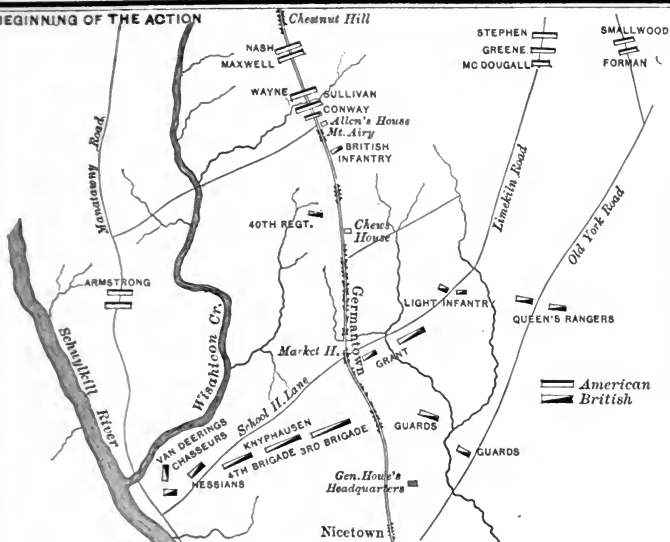 BEGINNING OF THE ACTION
Chestnut Hill
NASH
MAXWELL
STEPHEN
GREENE
MC DOUGALL
SMALLWOOD
FORMAN
WAYNE
SULLIVAN
CONWAY
Allen's House
Mt. Airy
BRITISH
INFANTRY
Manatawny Road
Limekiln Road
Old York Road
40TH REGT.
Chews
House
ARMSTRONG
Schuylkill
River
Wisahicon Cr.
Germantown
LIGHT INFANTRY
QUEEN'S RANGERS
Market H.
GRANT
School H. Lane
American
British
VAN DEERINGS
CHASSEURS
HESSIANS
KNYPHAUSEN
4TH BRIGADE
3RD BRIGADE
GUARDS
GUARDS
Gen. Howe's
Headquarters
Nicetown